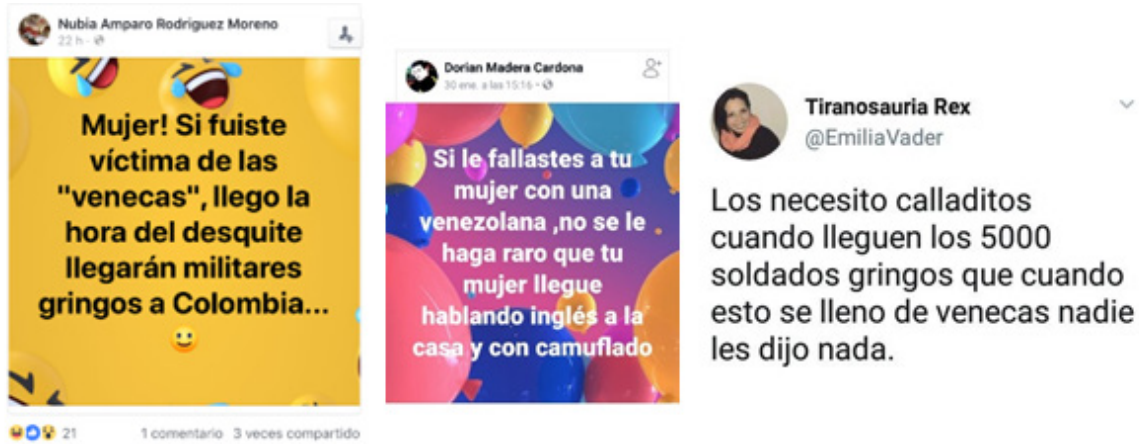 Nubia Amparo Rodriguez Moreno
22 h
Mujer! Si fuiste
víctima de las
"venecas", llego la
hora del desquite
llegarán militares
gringos a Colombia...
21
1 comentario 3 veces compartido
Dorian Madera Cardona
30 ene. a las 15:16
Si le fallastes a tu
mujer con una
venezolana ,no se le
haga raro que tu
mujer llegue
hablando inglés a la
casa y con camuflado
Tiranosauria Rex
@EmiliaVader
Los necesito calladitos
cuando lleguen los 5000
soldados gringos que cuando
esto se lleno de venecas nadie
les dijo nada.